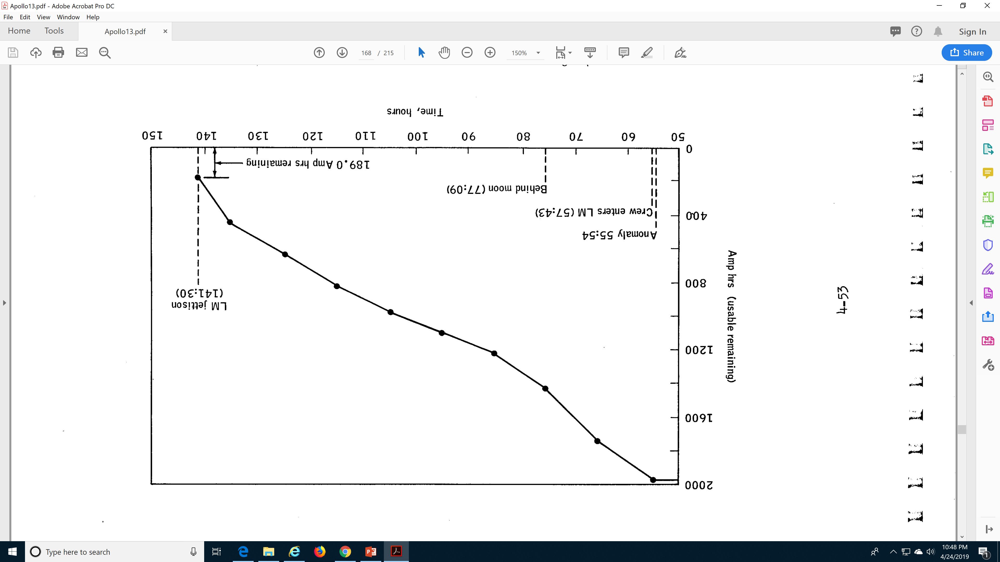 Apollo13.pdf - Adobe Acrobat Pro DC
File Edit View Window Help
Home Tools Apollo13.pdf × Sign In
168 / 215 150% Share
Time, hours
50 60 70 80 90 100 110 120 130 140 150
0
400
800
1200
1600
2000
Amp hrs (usable remaining)
189.0 Amp hrs remaining
Behind moon (77:09)
Crew enters LM (57:43)
Anomaly 55:54
LM jettison
(141:30)
4-53
Type here to search
10:48 PM
4/24/2019
1